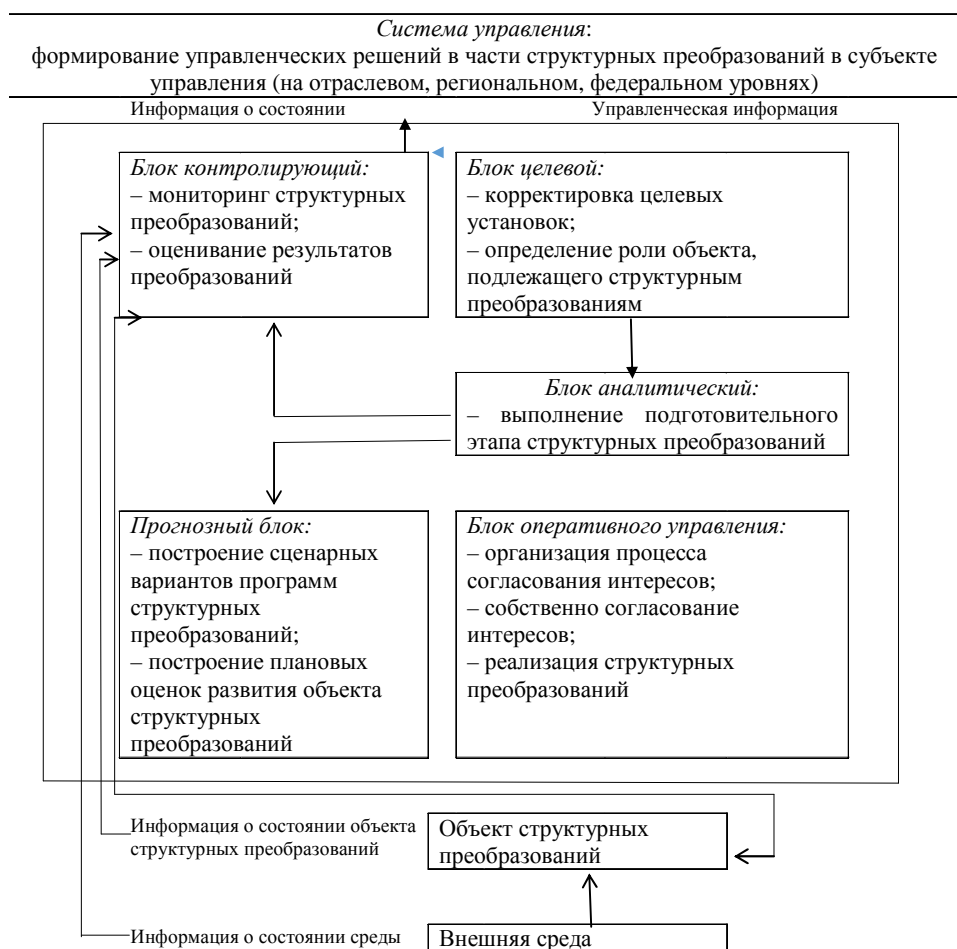 Система управления:
формирование управленческих решений в части структурных преобразований в субъекте
управления (на отраслевом, региональном, федеральном уровнях)
Информация о состоянии
Управленческая информация
Блок контролирующий:
– мониторинг структурных
преобразований;
– оценивание результатов
преобразований
Блок целевой:
– корректировка целевых
установок;
– определение роли объекта,
подлежащего структурным
преобразованиям
Блок аналитический:
– выполнение подготовительного
этапа структурных преобразований
Прогнозный блок:
– построение сценарных
вариантов программ
структурных
преобразований;
– построение плановых
оценок развития объекта
структурных
преобразований
Блок оперативного управления:
– организация процесса
согласования интересов;
– собственно согласование
интересов;
– реализация структурных
преобразований
Информация о состоянии объекта
структурных преобразований
Объект структурных
преобразований
Информация о состоянии среды
Внешняя среда